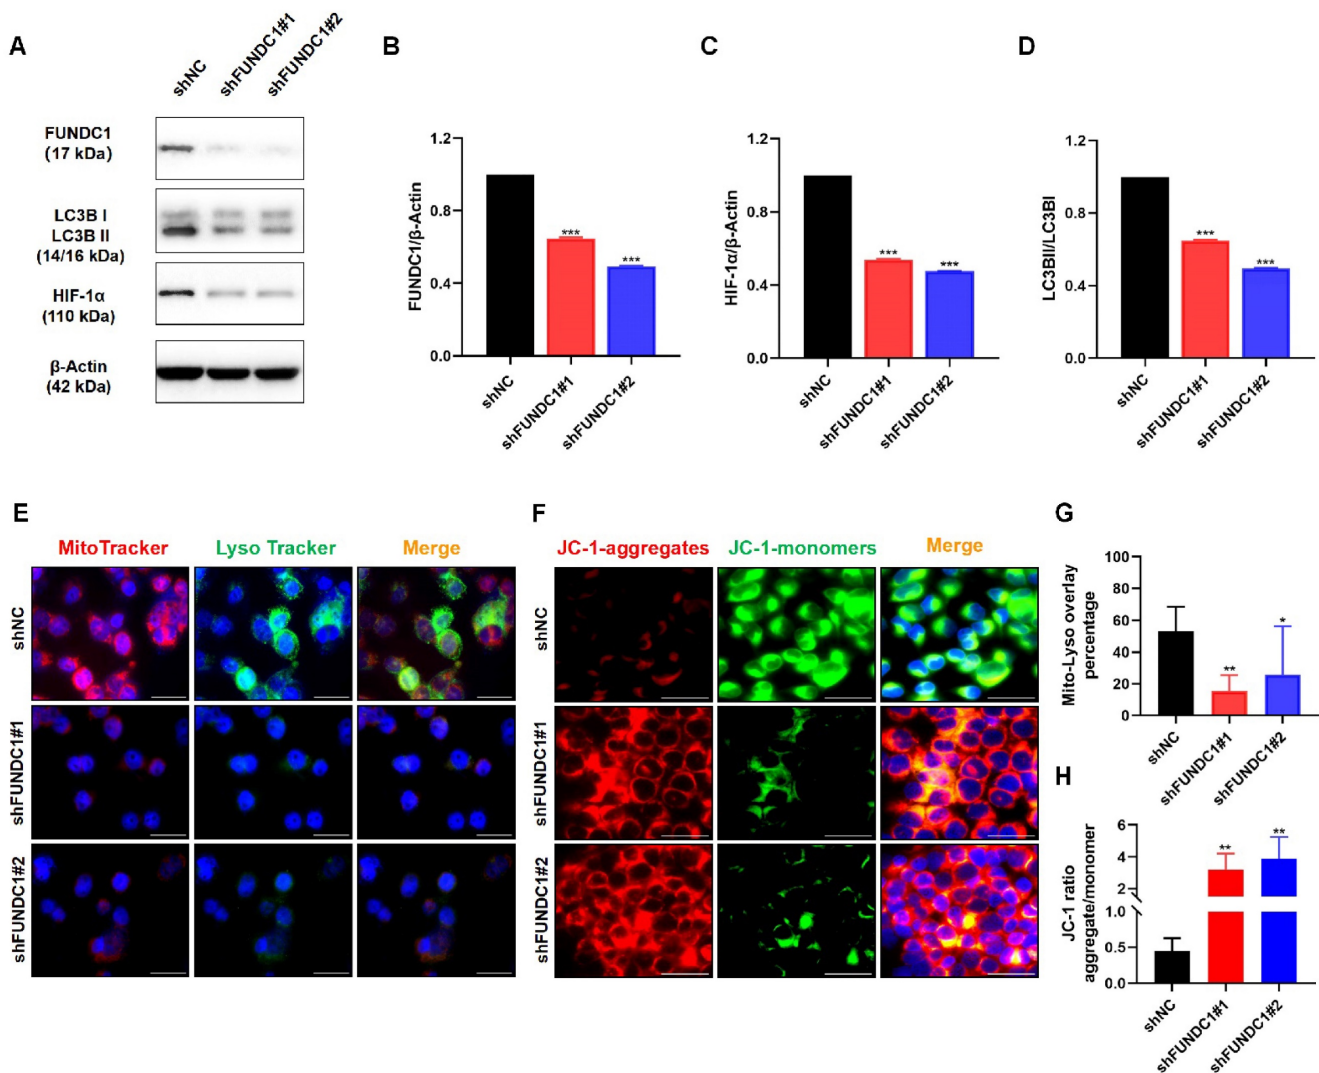 A
shNC
shFUNDC1#1
shFUNDC1#2
FUNDC1
(17 kDa)
LC3B I
LC3B II
(14/16 kDa)
HIF-1α
(110 kDa)
β-Actin
(42 kDa)
B
FUNDC1/β-Actin
1.2
0.8
0.4
0.0
***
***
shNC
shFUNDC1#1
shFUNDC1#2
C
HIF-1α/β-Actin
1.2
0.8
0.4
0.0
***
***
shNC
shFUNDC1#1
shFUNDC1#2
D
LC3BII/LC3BI
1.2
0.8
0.4
0.0
***
***
shNC
shFUNDC1#1
shFUNDC1#2
E
MitoTracker
Lyso Tracker
Merge
shNC
shFUNDC1#1
shFUNDC1#2
F
JC-1-aggregates
JC-1-monomers
Merge
shNC
shFUNDC1#1
shFUNDC1#2
G
Mito-Lyso overlay
percentage
100
80
60
40
20
0
**
*
shNC
shFUNDC1#1
shFUNDC1#2
H
JC-1 ratio
aggregate/monomer
6
4
2
1.0
0.5
0.0
**
**
shNC
shFUNDC1#1
shFUNDC1#2